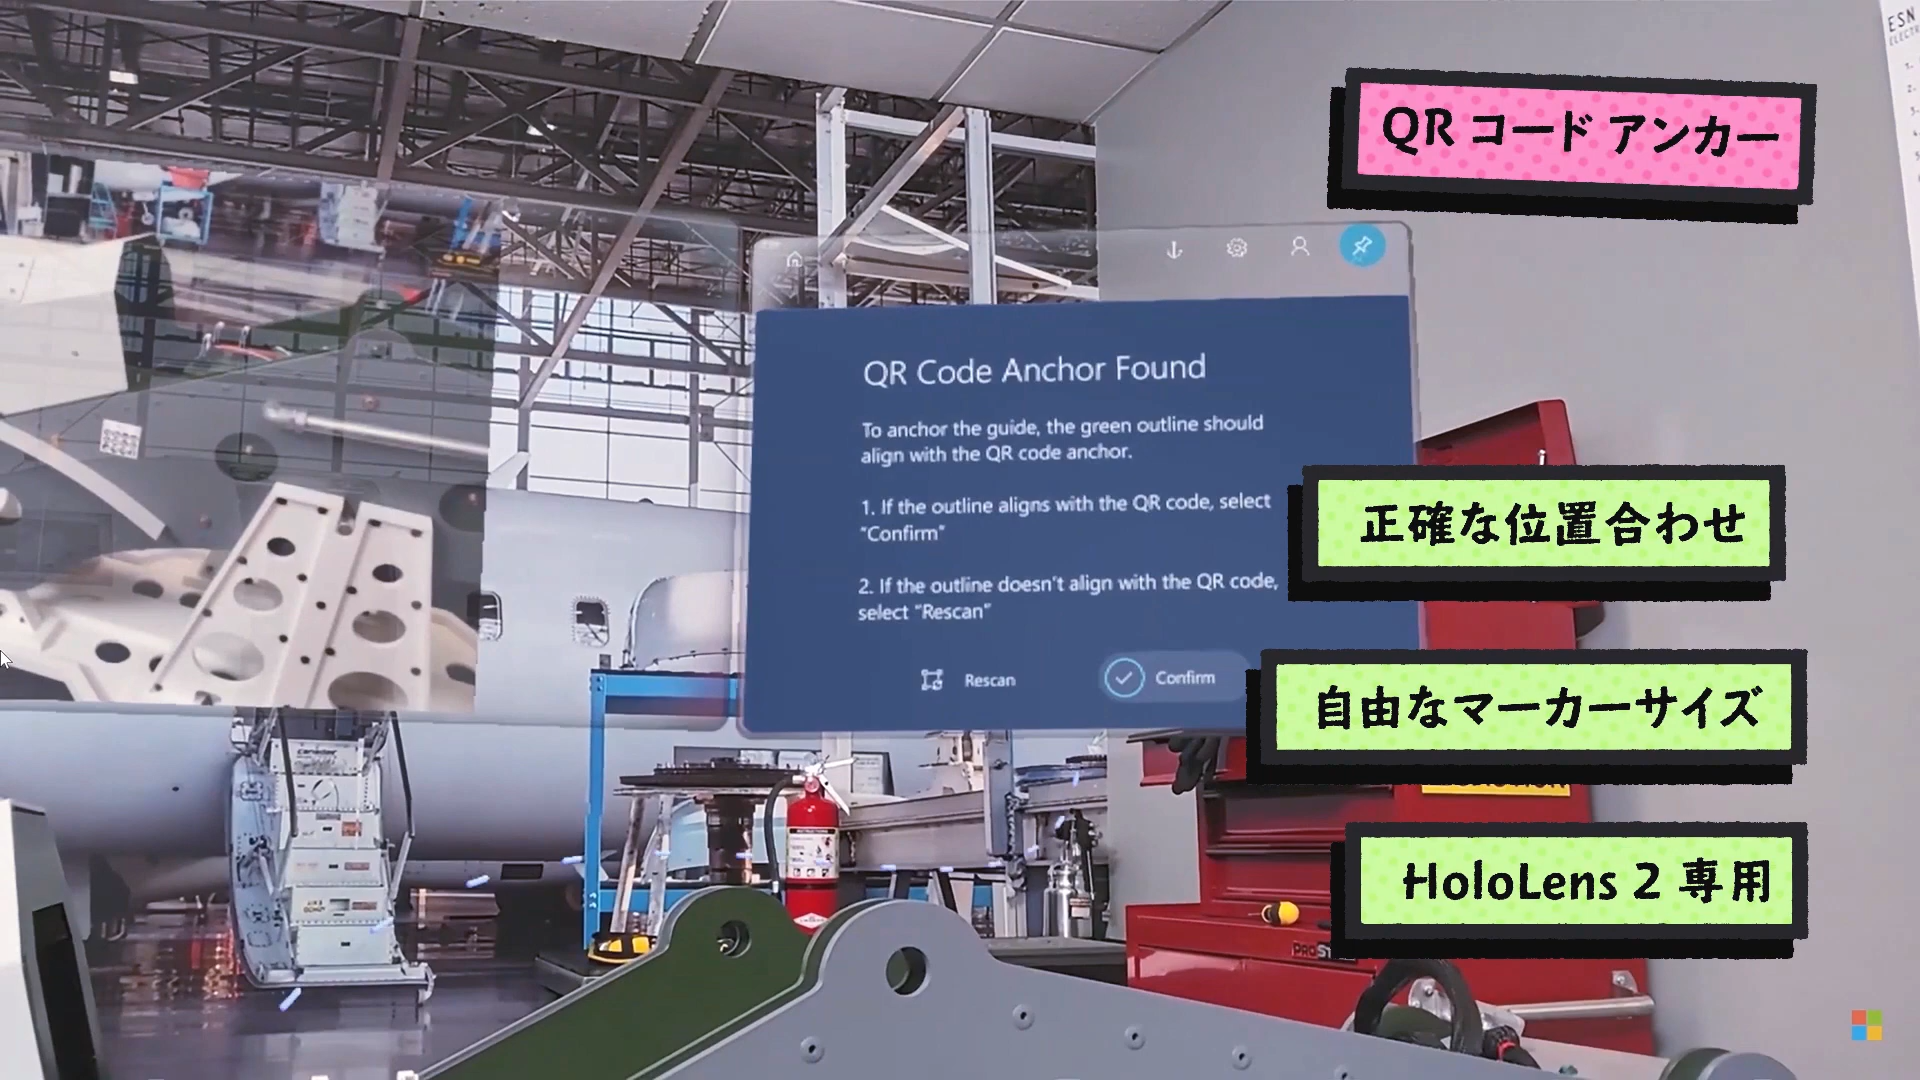 QR コード アンカー
QR Code Anchor Found
To anchor the guide, the green outline should
align with the QR code anchor.
1. If the outline aligns with the QR code, select
"Confirm"
2. If the outline doesn't align with the QR code,
select "Rescan"
Rescan
Confirm
正確な位置合わせ
自由なマーカーサイズ
HoloLens 2 専用
ESN